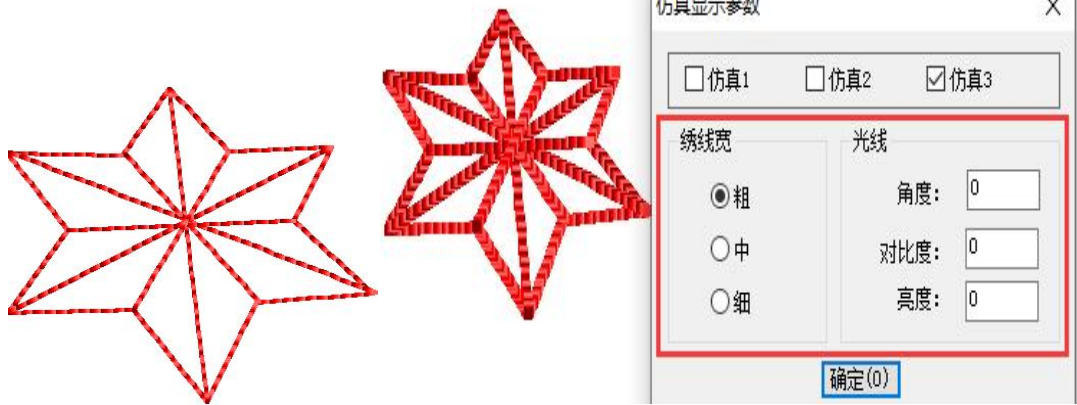 仿真显示参数 X
仿真1 仿真2 仿真3
绣线宽 光线
粗 角度: 0
中 对比度: 0
细 亮度: 0
确定(O)